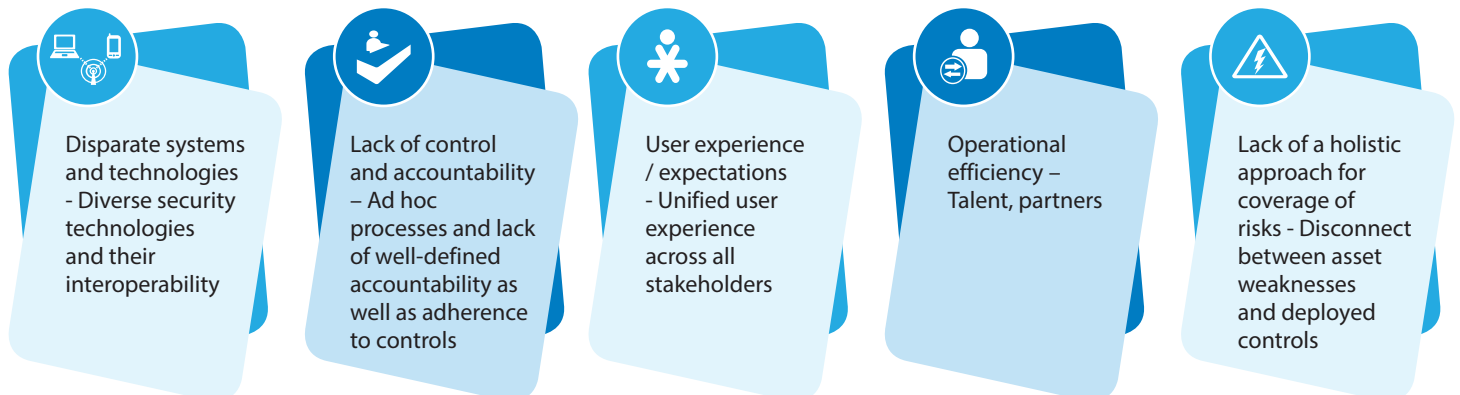 Disparate systems
and technologies
- Diverse security
technologies
and their
interoperability
Lack of control
and accountability
– Ad hoc
processes and lack
of well-defined
accountability as
well as adherence
to controls
User experience
/ expectations
- Unified user
experience
across all
stakeholders
Operational
efficiency –
Talent, partners
Lack of a holistic
approach for
coverage of
risks - Disconnect
between asset
weaknesses
and deployed
controls